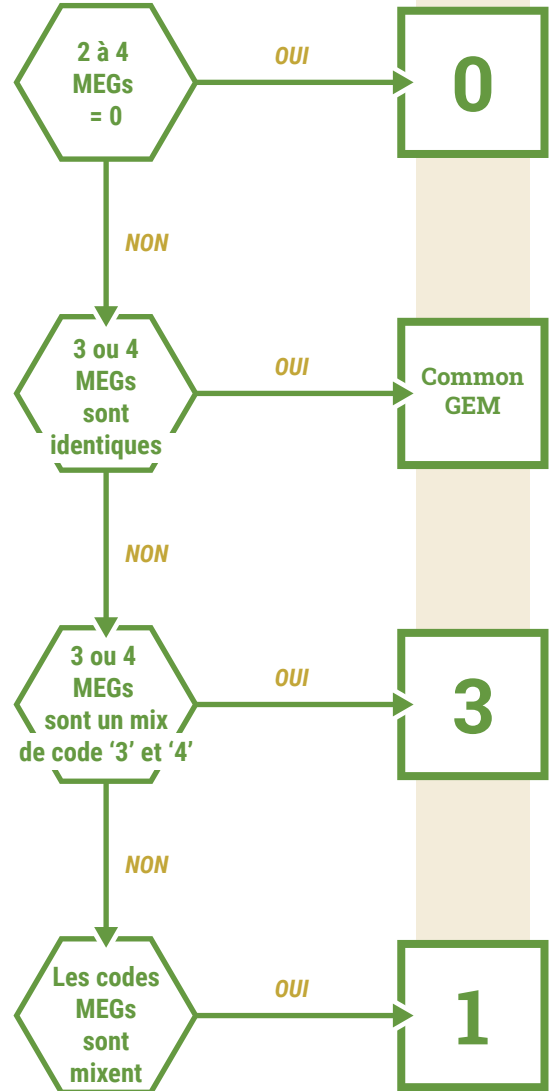 2 à 4
MEGs
= 0
OUI
0
NON
3 ou 4
MEGs
sont
identiques
OUI
Common
GEM
NON
3 ou 4
MEGs
sont un mix
de code ‘3’ et ‘4’
OUI
3
NON
Les codes
MEGs
sont
mixent
OUI
1